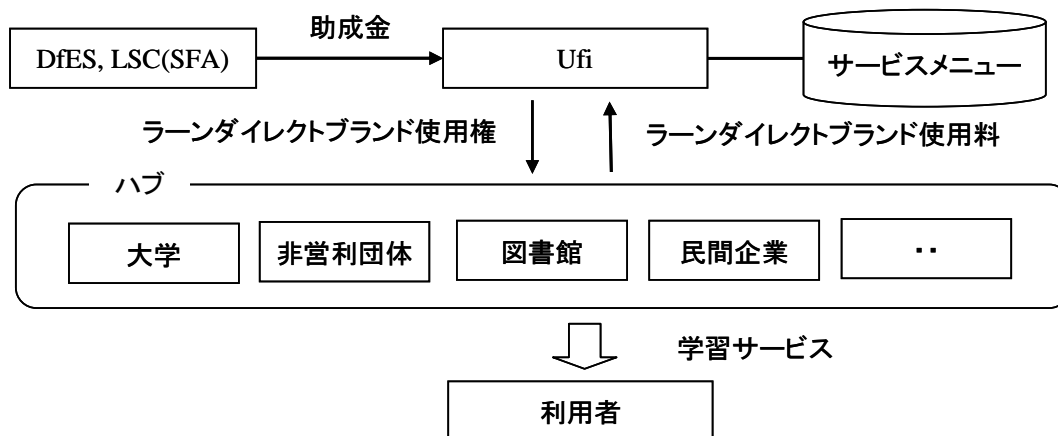 助成金
DfES, LSC(SFA)
Ufi
サービスメニュー
ラーンダイレクトブランド使用権
ラーンダイレクトブランド使用料
ハブ
大学
非営利団体
図書館
民間企業
・・
学習サービス
利用者